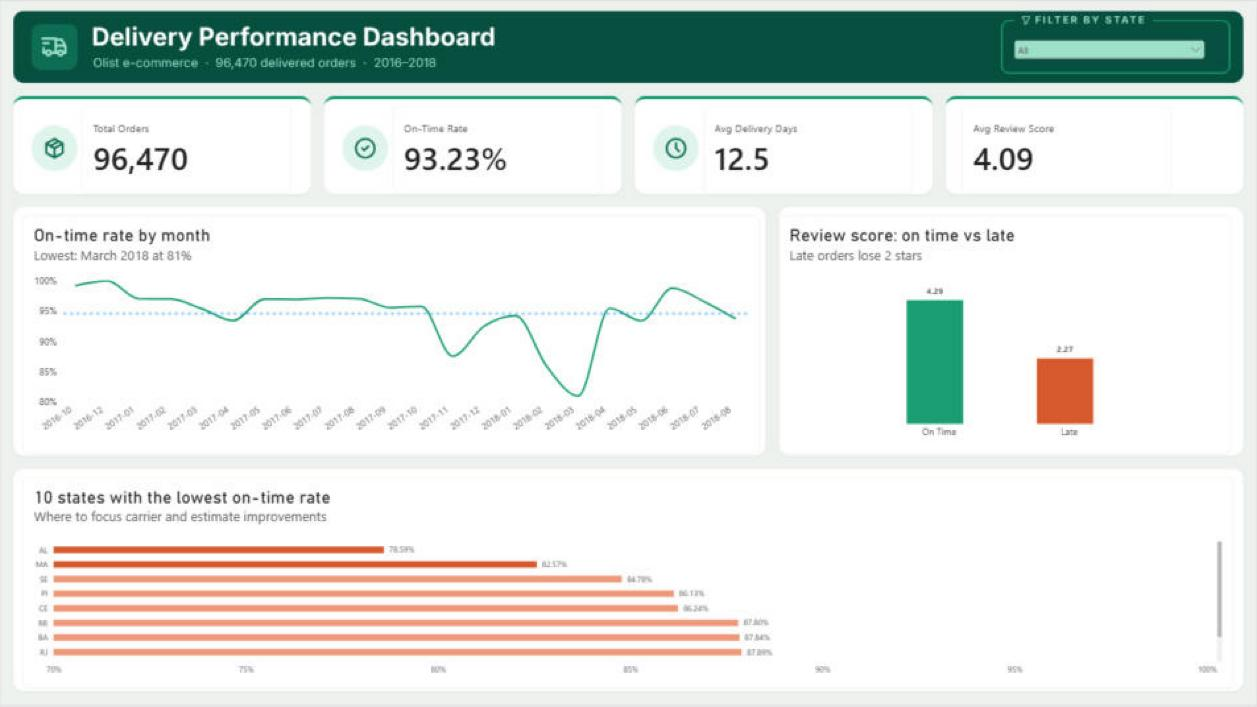 Delivery Performance Dashboard
Olist e-commerce · 96,470 delivered orders · 2016–2018
FILTER BY STATE
All
Total Orders
96,470
On-Time Rate
93.23%
Avg Delivery Days
12.5
Avg Review Score
4.09
On-time rate by month
Lowest: March 2018 at 81%
100%
95%
90%
85%
80%
2016-10 2016-12 2017-01 2017-02 2017-03 2017-04 2017-05 2017-06 2017-07 2017-08 2017-09 2017-10 2017-11 2017-12 2018-01 2018-02 2018-03 2018-04 2018-05 2018-06 2018-07 2018-08
Review score: on time vs late
Late orders lose 2 stars
4.29
2.27
On Time Late
10 states with the lowest on-time rate
Where to focus carrier and estimate improvements
AL 78.59%
MA 82.57%
SE 84.78%
PI 86.13%
CE 86.24%
87.80%
BA 87.84%
RJ 87.89%
70% 75% 80% 85% 90% 95% 100%